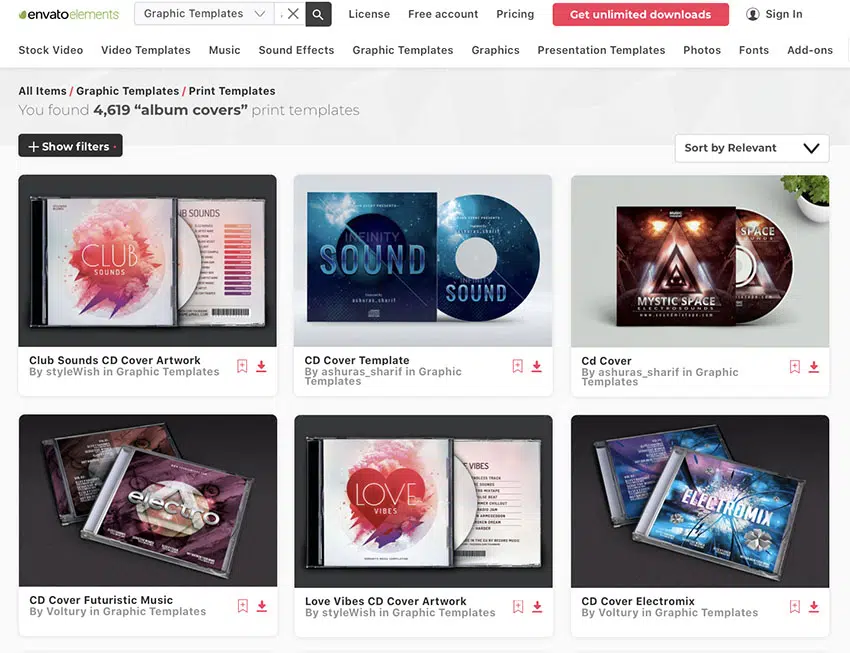 envatoelements
Graphic Templates
License
Free account
Pricing
Get unlimited downloads
Sign In
Stock Video
Video Templates
Music
Sound Effects
Graphic Templates
Graphics
Presentation Templates
Photos
Fonts
Add-ons
All Items / Graphic Templates / Print Templates
You found 4,619 “album covers” print templates
+ Show filters
Sort by Relevant
CLUB
SOUNDS
SOUNDS
INFINITY
SOUND
ashuras_sharif
INFINITY
SOUND
MYSTIC SPACE
ELECTROSOUNDS
www.soundmixtape.com
SPACE
Club Sounds CD Cover Artwork
By styleWish in Graphic Templates
CD Cover Template
By ashuras_sharif in Graphic
Templates
Cd Cover
By ashuras_sharif in Graphic
Templates
electro
LOVE
VIBES
VIBES
ELECTROMIX
CD Cover Futuristic Music
By Voltury in Graphic Templates
Love Vibes CD Cover Artwork
By styleWish in Graphic Templates
CD Cover Electromix
By Voltury in Graphic Templates